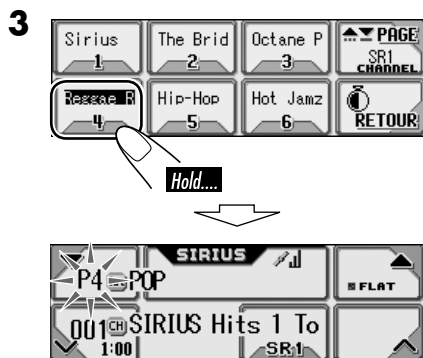 3
Sirius The Brid Octane P PAGE
1 2 3 SR1
CHANNEL
Reggae R Hip-Hop Hot Jamz
4 5 6 RETOUR
Hold....
SIRIUS
P4 POP
FLAT
001 CH SIRIUS Hits 1 To
1:00 SR1